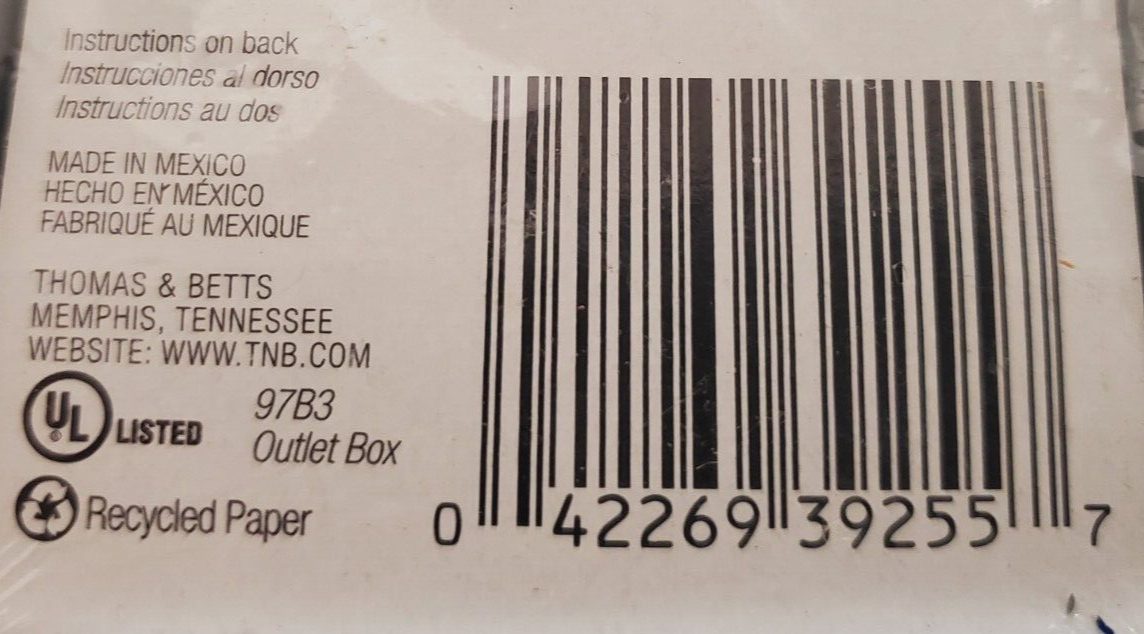 Instructions on back
Instrucciones al dorso
Instructions au dos
MADE IN MEXICO
HECHO EN MÉXICO
FABRIQUÉ AU MEXIQUE
THOMAS & BETTS
MEMPHIS, TENNESSEE
WEBSITE: WWW.TNB.COM
UL LISTED
97B3
Outlet Box
Recycled Paper
0 42269 39255 7